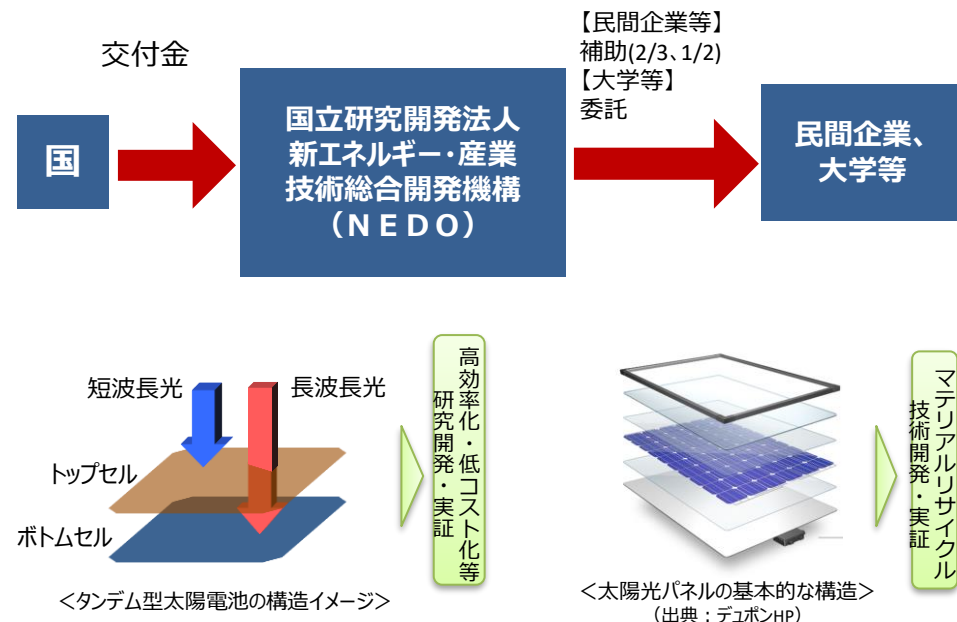 交付金
【民間企業等】
補助(2/3、1/2)
【大学等】
委託
国
国立研究開発法人
新エネルギー・産業
技術総合開発機構
（ＮＥＤＯ）
民間企業、
大学等
短波長光
長波長光
トップセル
ボトムセル
高効率化・低コスト化等
研究開発・実証
＜タンデム型太陽電池の構造イメージ＞
マテリアルリサイクル
技術開発・実証
＜太陽光パネルの基本的な構造＞
（出典：デュポンHP）